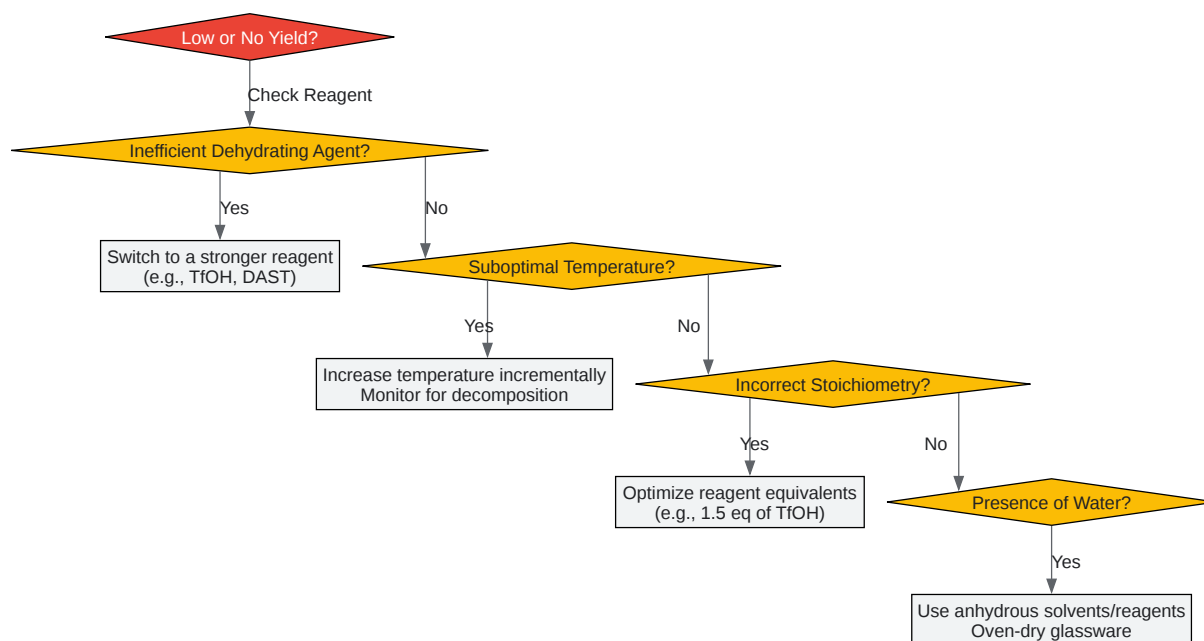 Low or No Yield?
Check Reagent
Inefficient Dehydrating Agent?
Yes
No
Switch to a stronger reagent
(e.g., TfOH, DAST)
Suboptimal Temperature?
Yes
No
Increase temperature incrementally
Monitor for decomposition
Incorrect Stoichiometry?
Yes
No
Optimize reagent equivalents
(e.g., 1.5 eq of TfOH)
Presence of Water?
Yes
Use anhydrous solvents/reagents
Oven-dry glassware